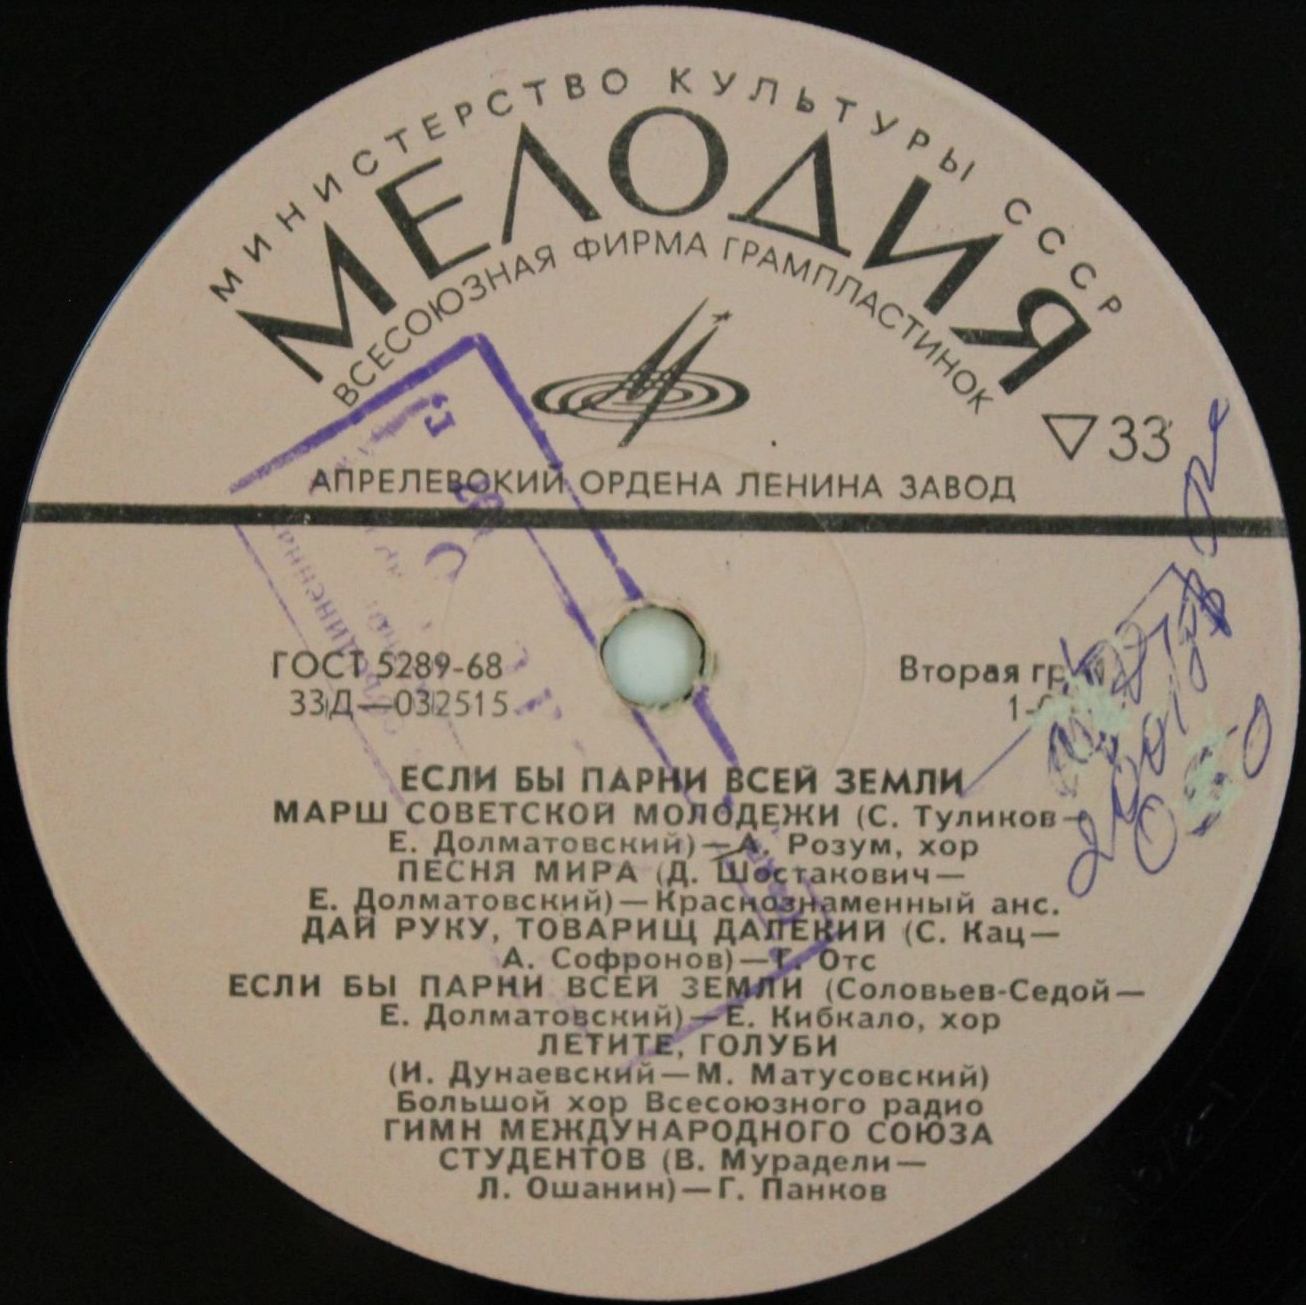 МИНИСТЕРСТВО КУЛЬТУРЫ СССР
МЕЛОДИЯ
ВСЕСОЮЗНАЯ ФИРМА ГРАМПЛАСТИНОК
▽33
АПРЕЛЕВСКИЙ ОРДЕНА ЛЕНИНА ЗАВОД
ГОСТ 5289-68 Вторая
33Д—032515
ЕСЛИ БЫ ПАРНИ ВСЕЙ ЗЕМЛИ
МАРШ СОВЕТСКОЙ МОЛОДЕЖИ (С. Туликов—
Е. Долматовский)—А. Розум, хор
ПЕСНЯ МИРА (Д. Шостакович—
Е. Долматовский)—Краснознаменный анс.
ДАЙ РУКУ, ТОВАРИЩ ДАЛЕКИЙ (С. Кац—
А. Софронов)—Г. Отс
ЕСЛИ БЫ ПАРНИ ВСЕЙ ЗЕМЛИ (Соловьев-Седой—
Е. Долматовский)—Е. Кибкало, хор
ЛЕТИТЕ, ГОЛУБИ
(И. Дунаевский—М. Матусовский)
Большой хор Всесоюзного радио
ГИМН МЕЖДУНАРОДНОГО СОЮЗА
СТУДЕНТОВ (В. Мурадели—
Л. Ошанин)—Г. Панков